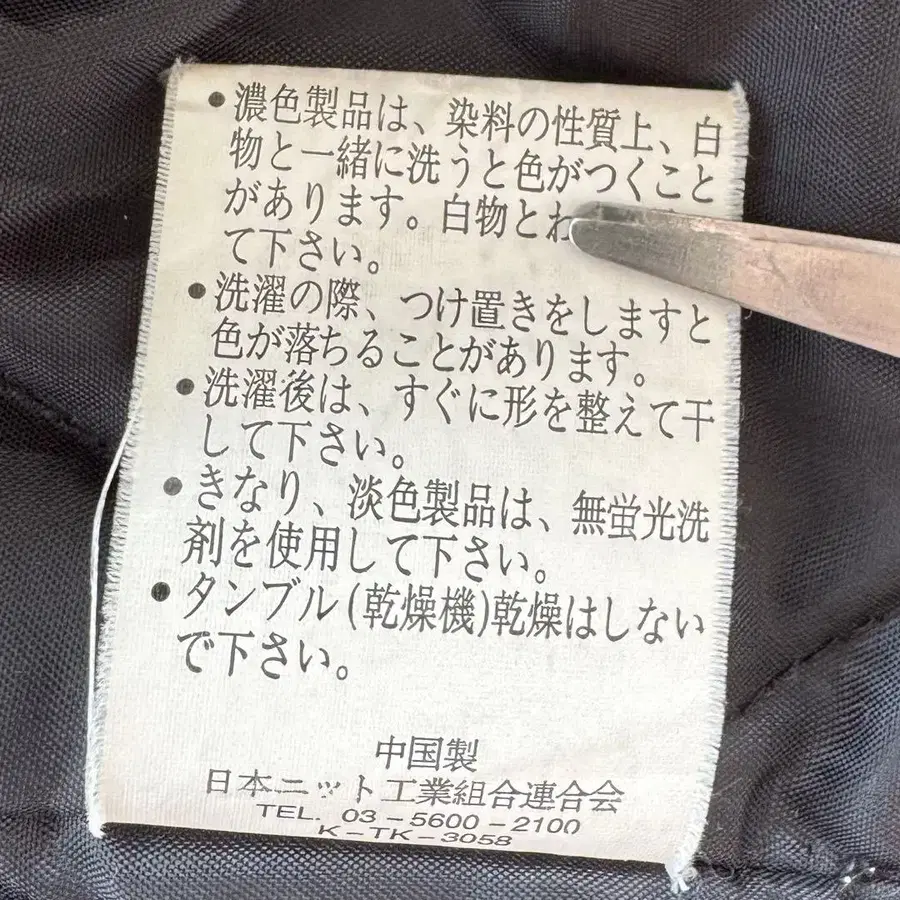 ● 濃色製品は、染料の性質上、白
物と一緒に洗うと色がつくこと
があります。白物とわ
て下さい。
● 洗濯の際、つけ置きをしますと
色が落ちることがあります。
● 洗濯後は、すぐに形を整えて干
して下さい。
● きなり、淡色製品は、無蛍光洗
剤を使用して下さい。
● タンブル(乾燥機)乾燥はしない
で下さい。
中国製
日本ニット工業組合連合会
TEL. 03-5600-2100
K-TK-3058